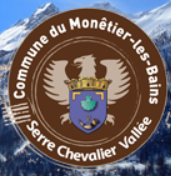 Commune du Monêtier-les-Bains
Serre Chevalier Vallée